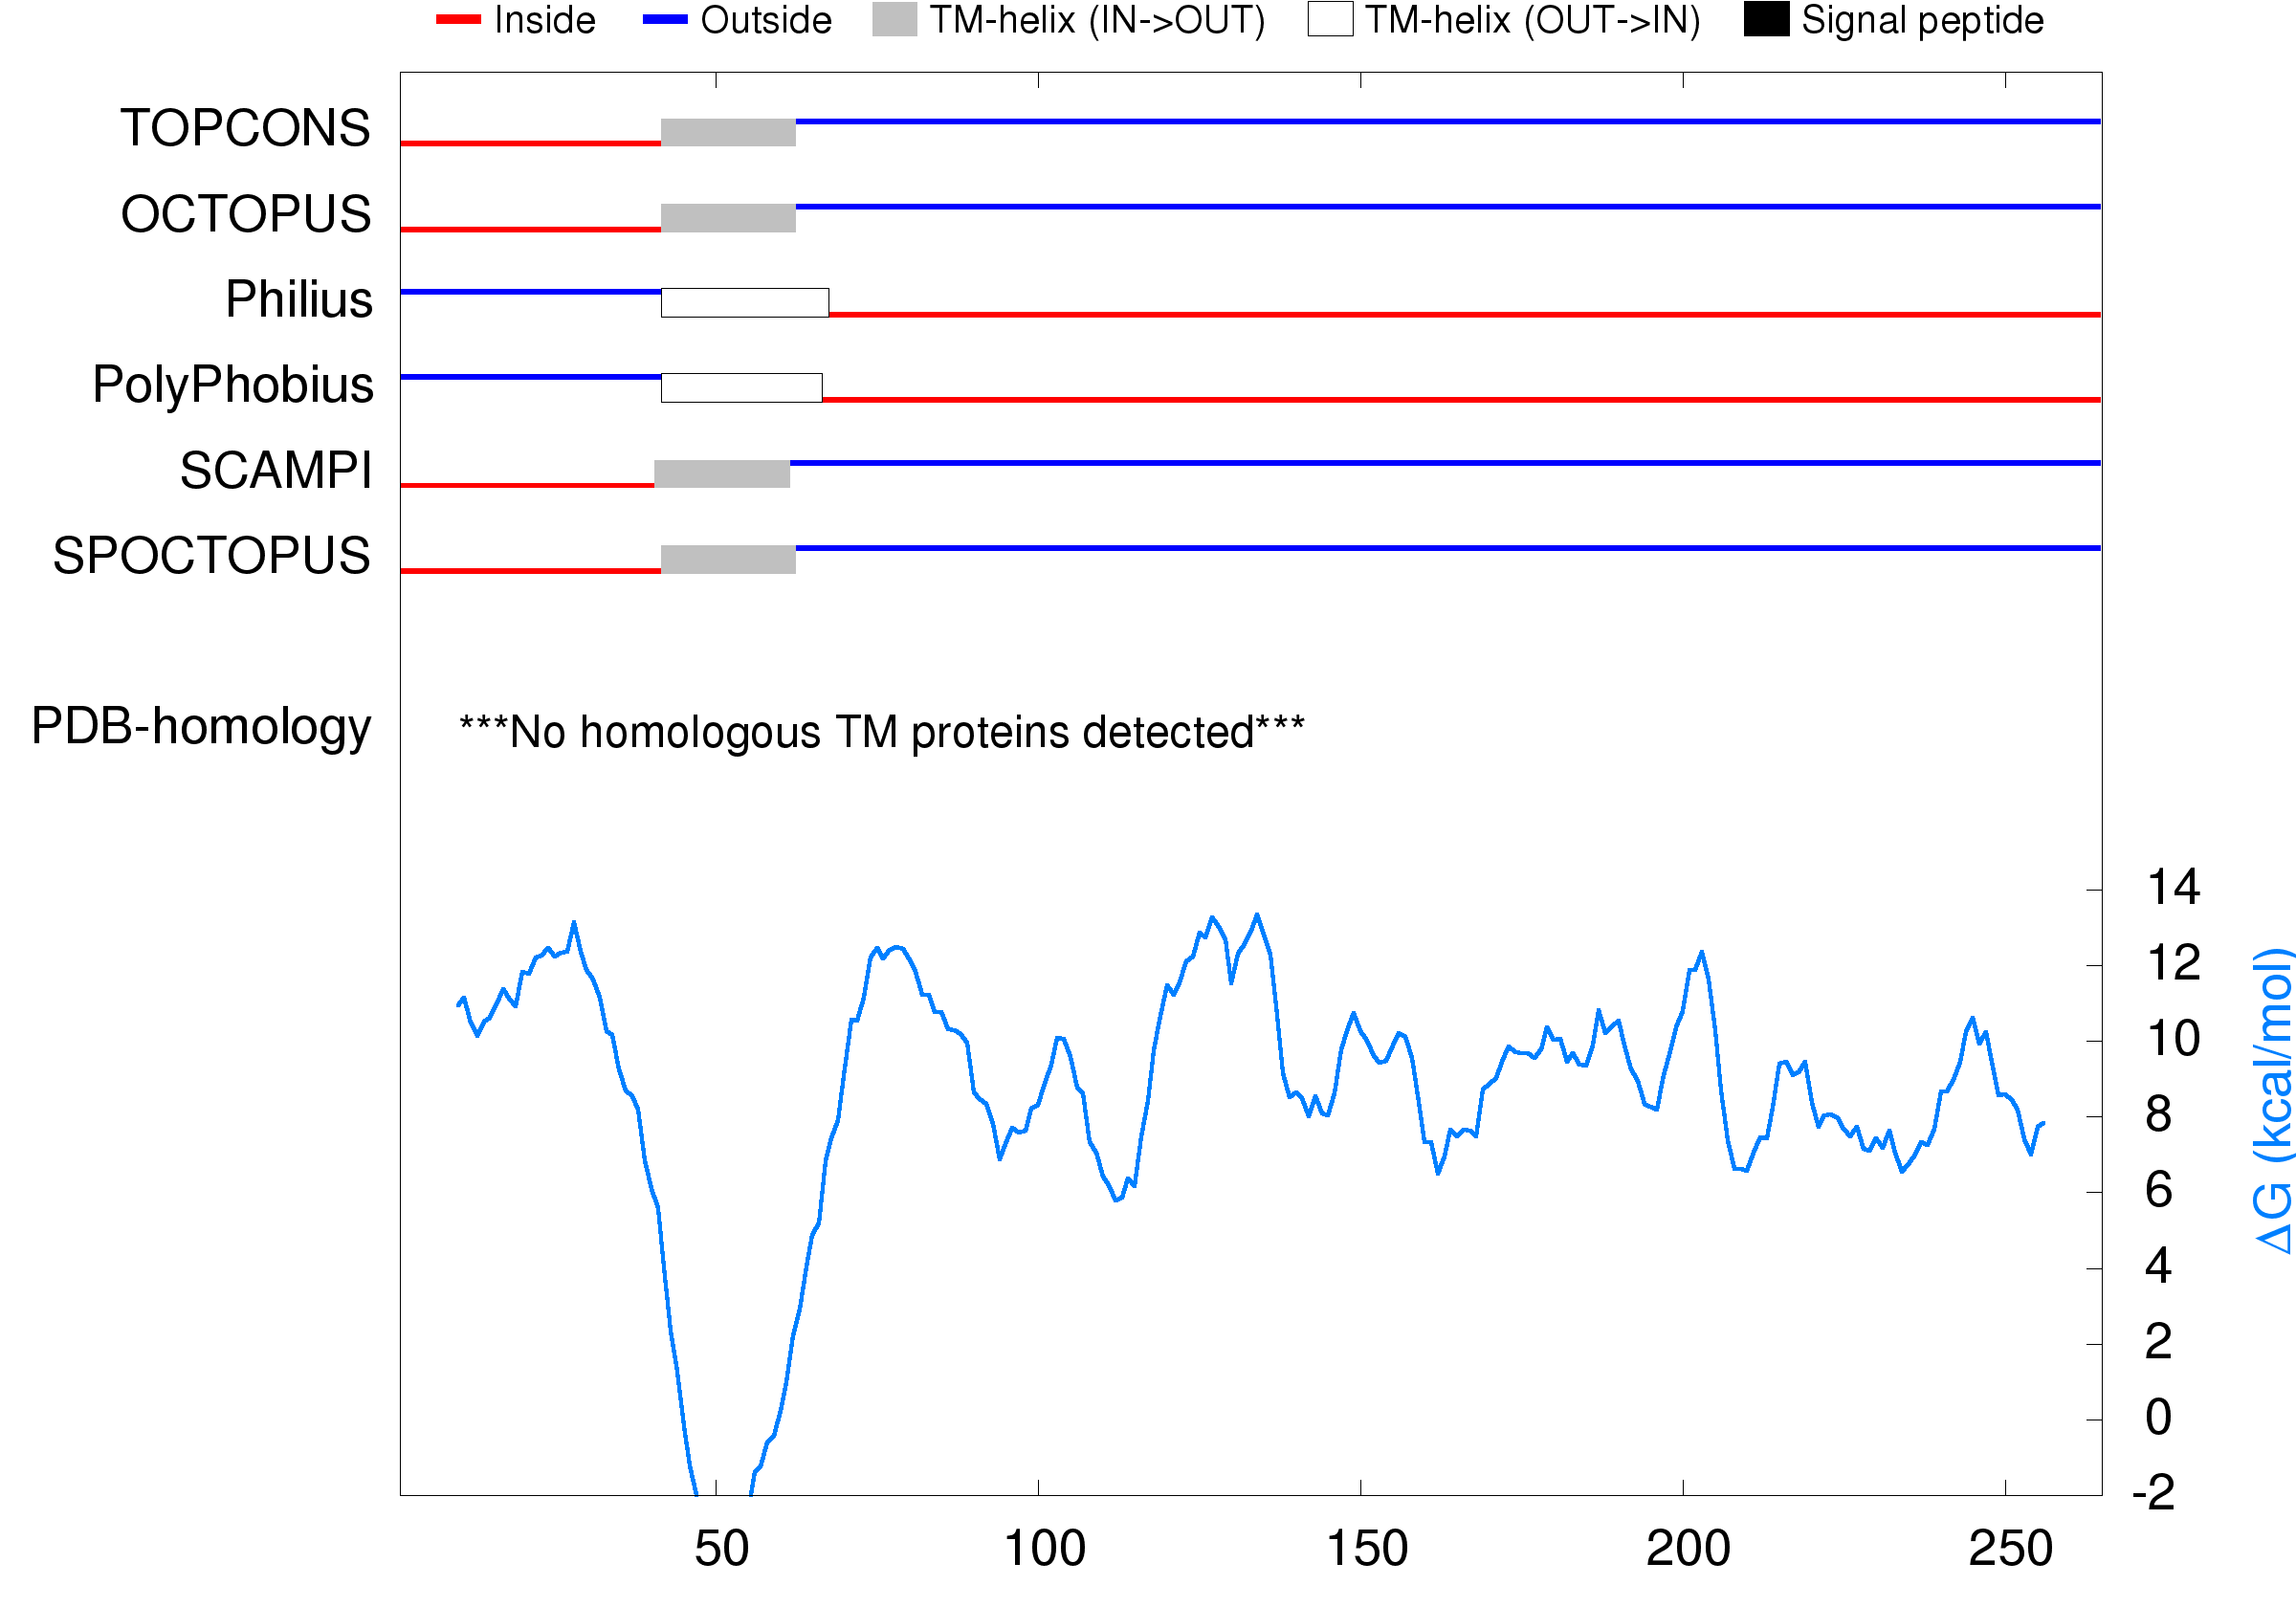 Inside Outside TM-helix (IN->OUT) TM-helix (OUT->IN) Signal peptide
TOPCONS
OCTOPUS
Philius
PolyPhobius
SCAMPI
SPOCTOPUS
PDB-homology ***No homologous TM proteins detected***
14
12
10
8
6
4
2
0
-2
ΔG (kcal/mol)
50 100 150 200 250